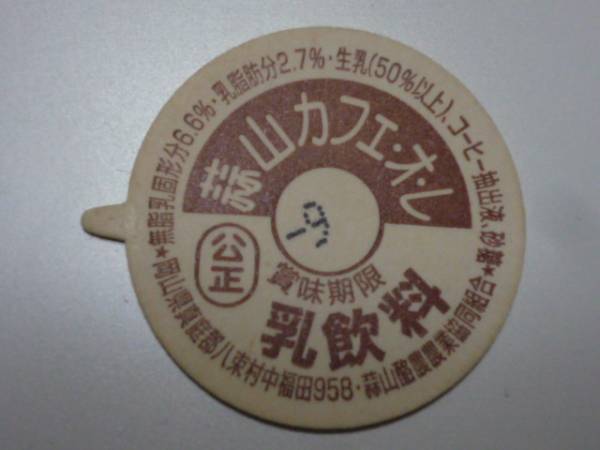 ★無脂乳固形分6.6%・乳脂肪分2.7%・生乳(50%以上)、コーヒー抽出液、砂糖★
蒜山カフェ・オ・レ
公正
賞味期限
乳飲料
岡山県真庭郡八束村中福田958・蒜山酪農農業協同組合